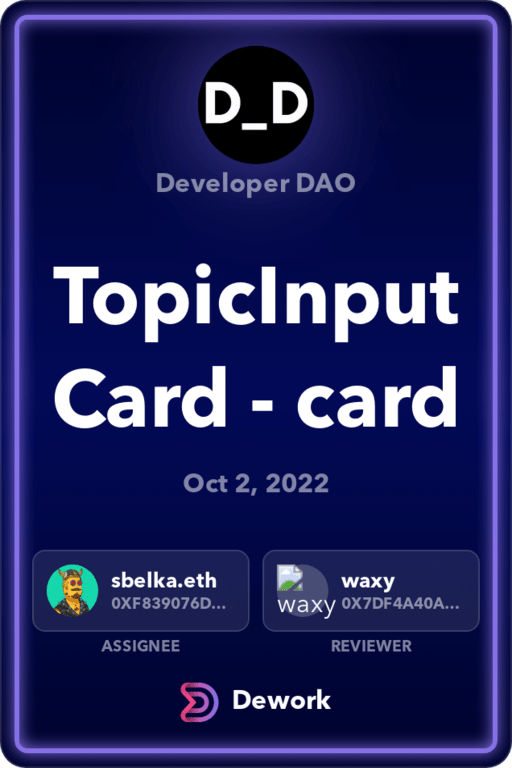 D_D
Developer DAO
TopicInput
Card - card
Oct 2, 2022
sbelka.eth
0XF839076D...
ASSIGNEE
waxy
waxy
0X7DF4A40A...
REVIEWER
Dework